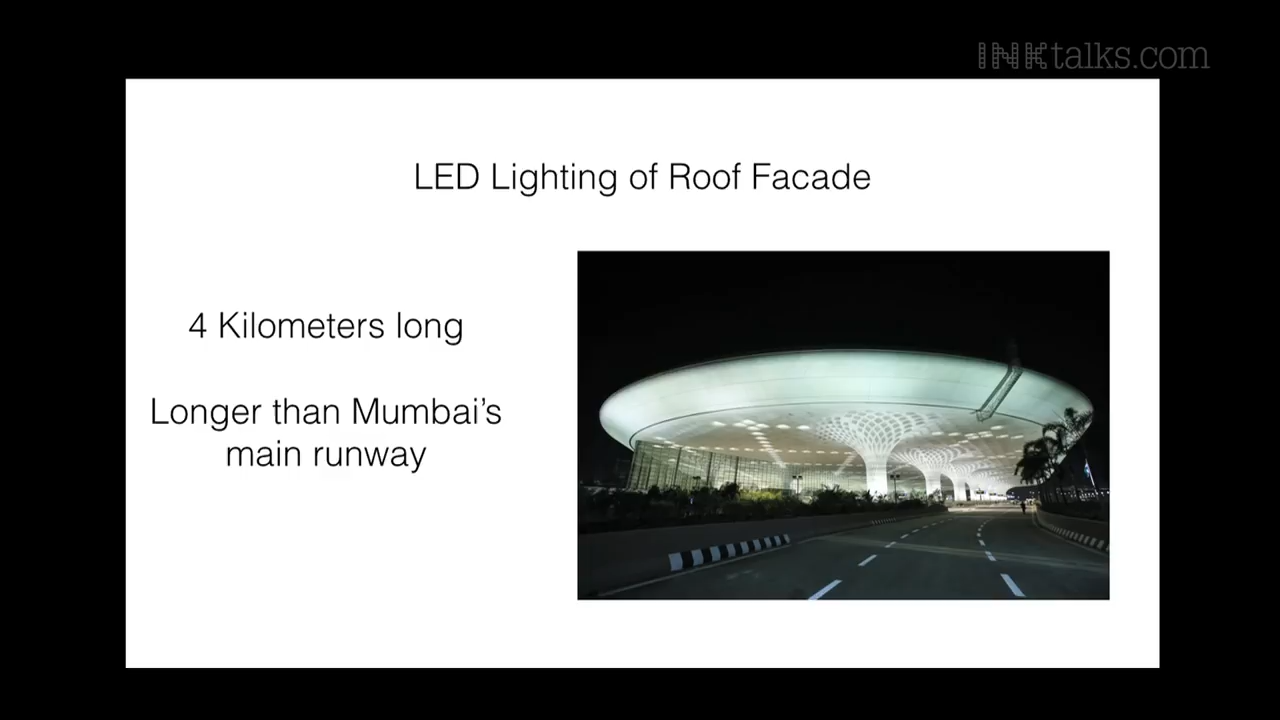 INKtalks.com
LED Lighting of Roof Facade
4 Kilometers long
Longer than Mumbai’s
main runway